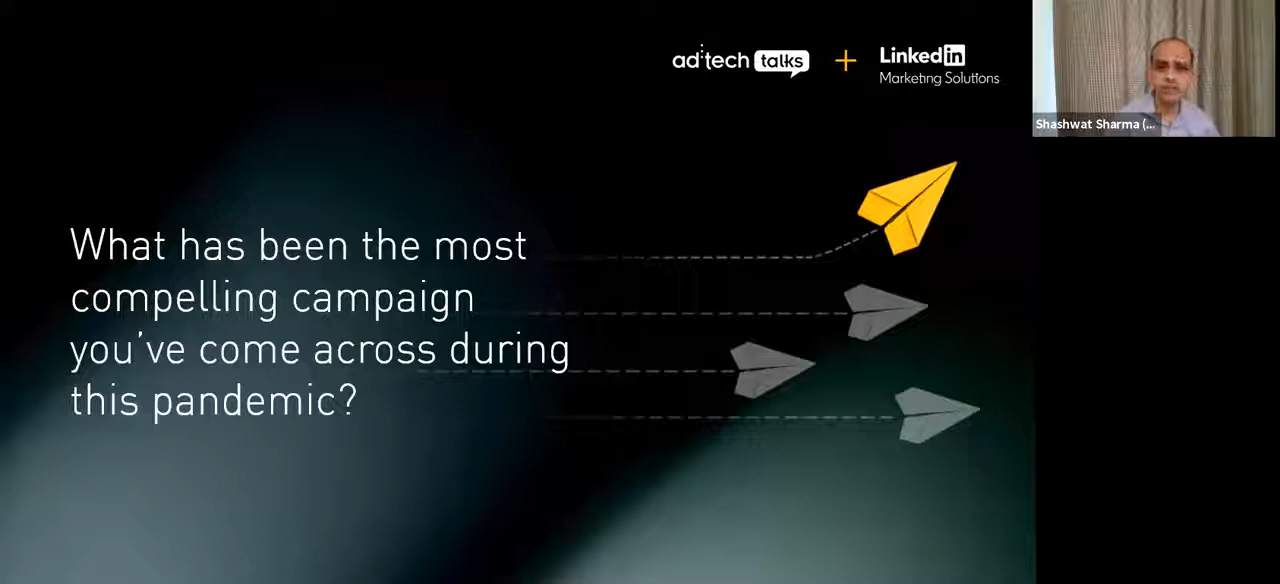 ad:tech talks + LinkedIn
Marketing Solutions
Shashwat Sharma (...
What has been the most
compelling campaign
you've come across during
this pandemic?